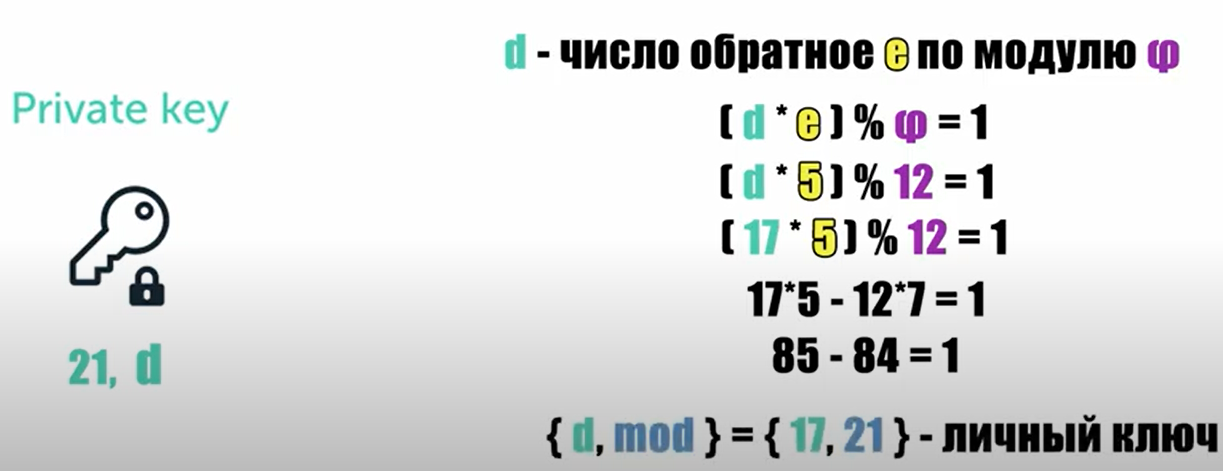 d - число обратное e по модулю φ
Private key
( d * e ) % φ = 1
( d * 5 ) % 12 = 1
( 17 * 5 ) % 12 = 1
17*5 - 12*7 = 1
85 - 84 = 1
21, d
{ d, mod } = { 17, 21 } - личный ключ